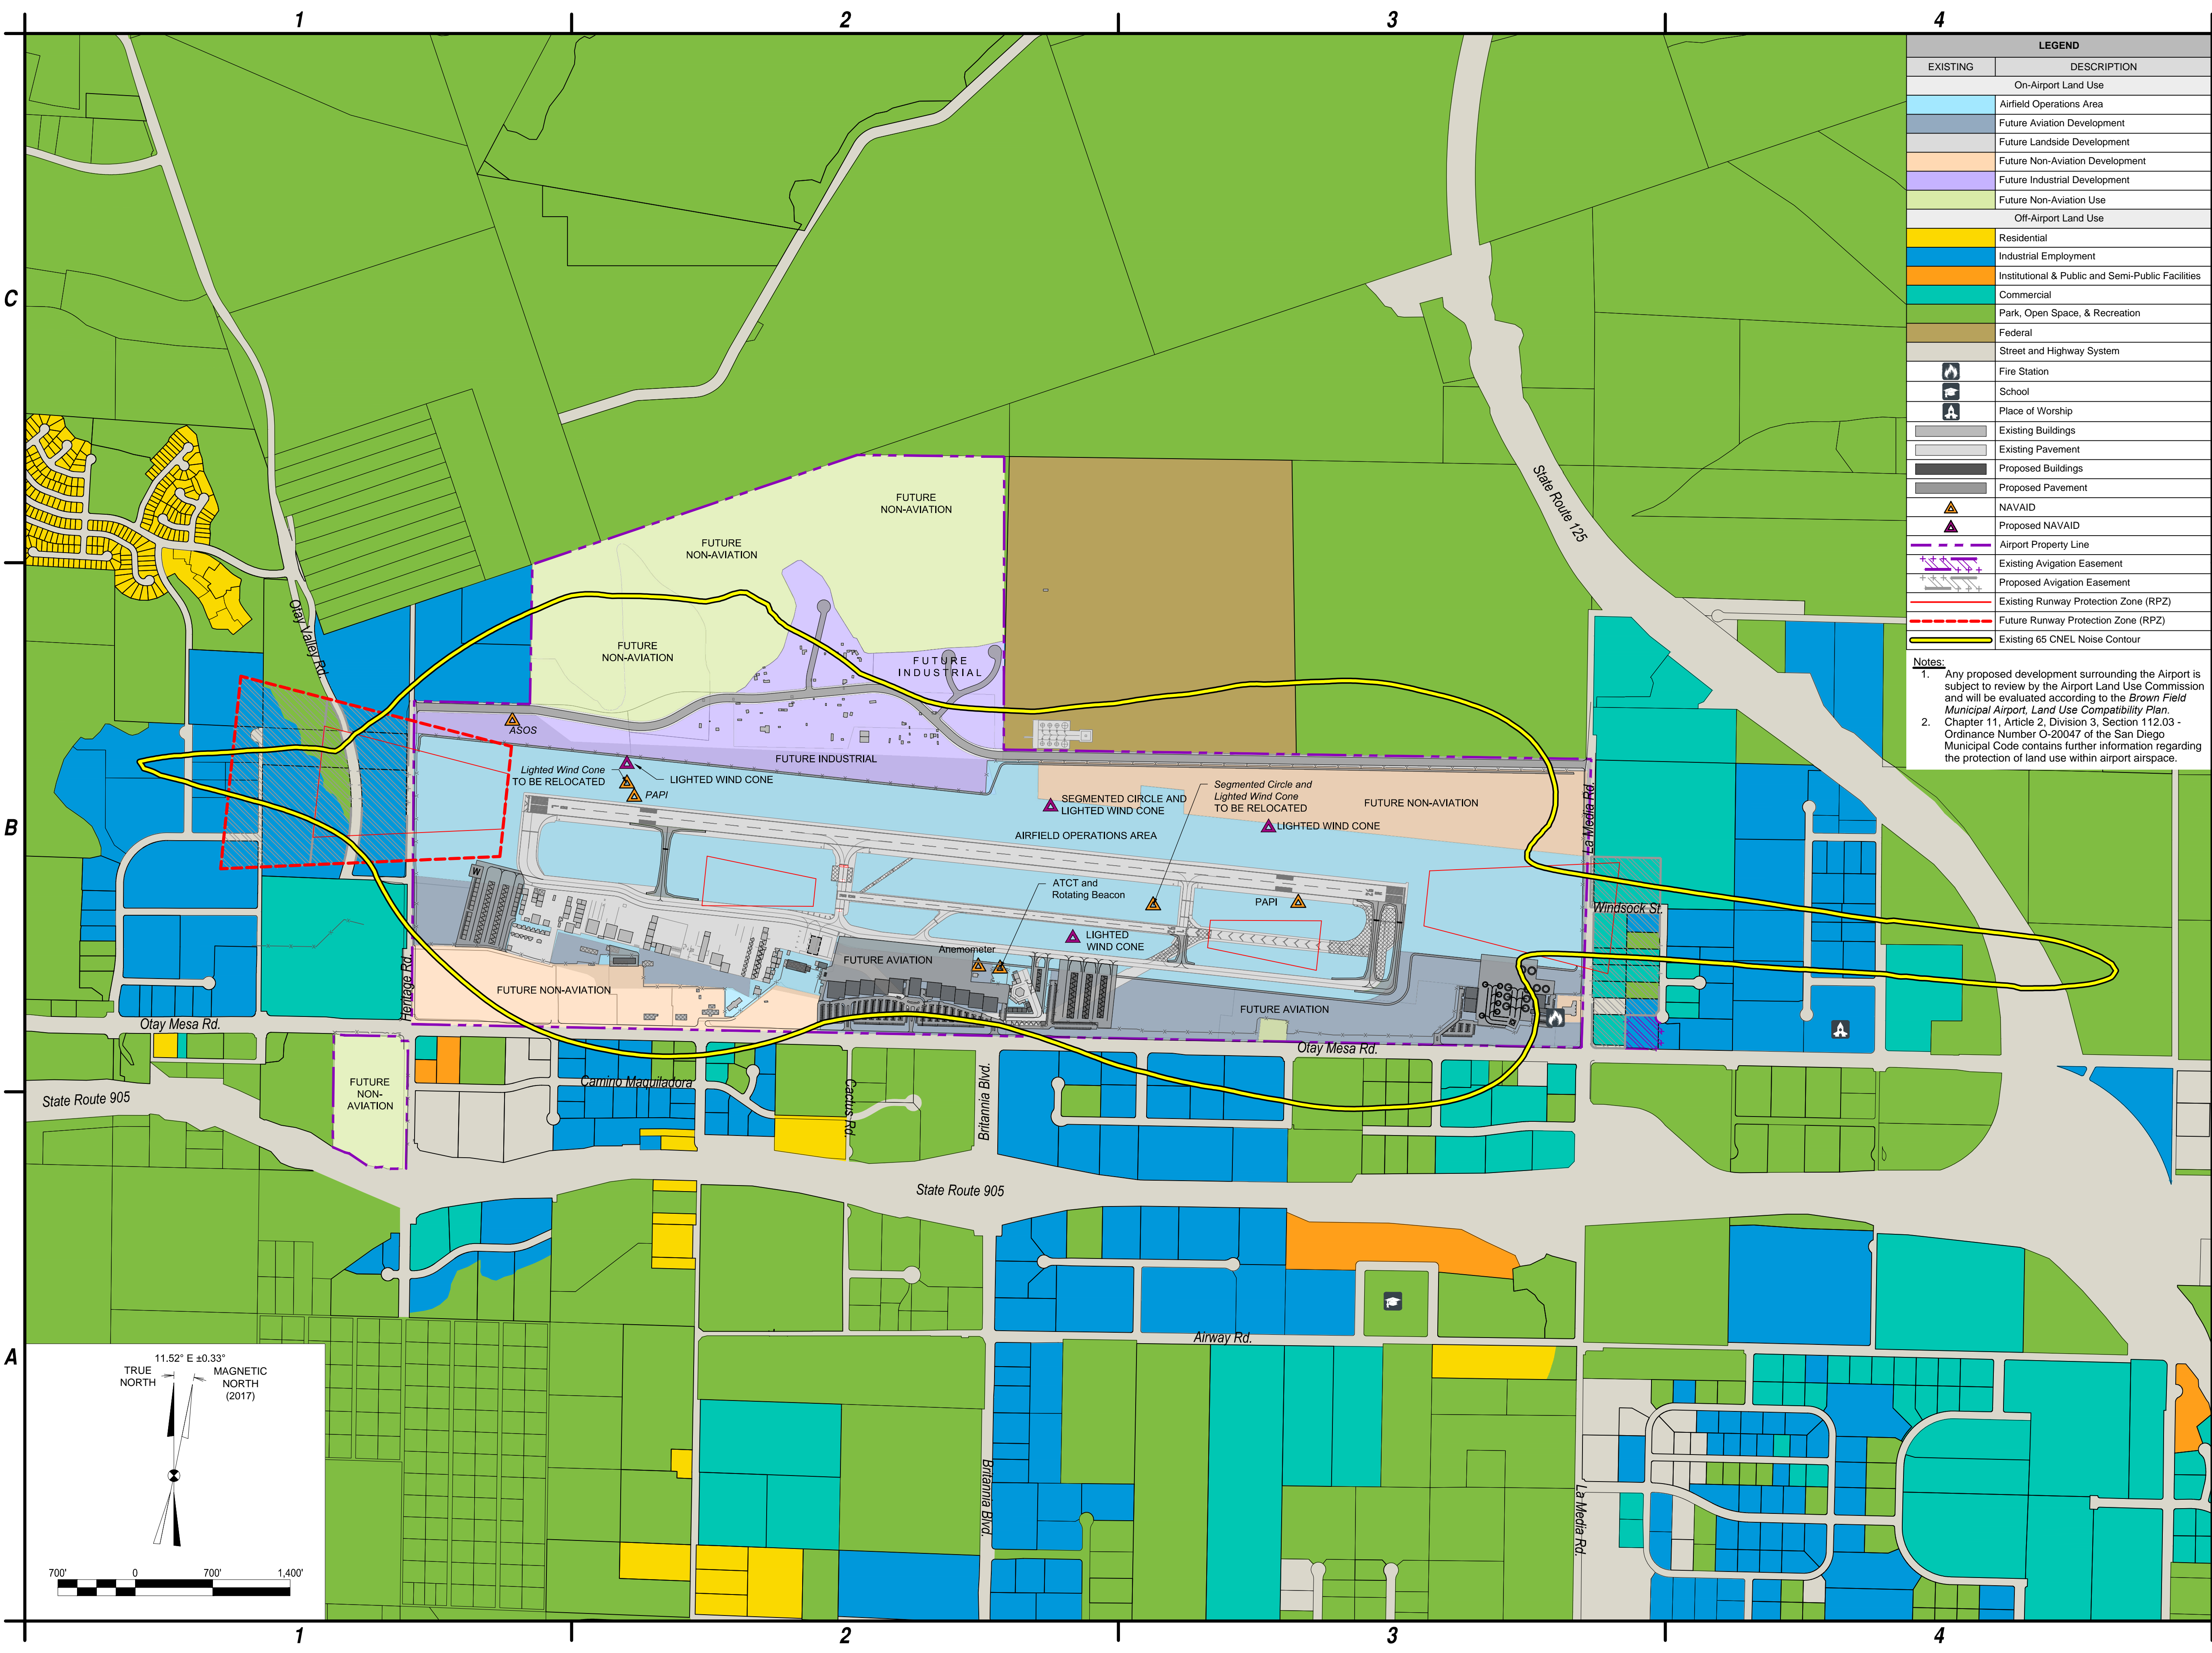 1 2 3 4
C
B
A
LEGEND
EXISTING DESCRIPTION
On-Airport Land Use
Airfield Operations Area
Future Aviation Development
Future Landside Development
Future Non-Aviation Development
Future Industrial Development
Future Non-Aviation Use
Off-Airport Land Use
Residential
Industrial Employment
Institutional & Public and Semi-Public Facilities
Commercial
Park, Open Space, & Recreation
Federal
Street and Highway System
Fire Station
School
Place of Worship
Existing Buildings
Existing Pavement
Proposed Buildings
Proposed Pavement
NAVAID
Proposed NAVAID
Airport Property Line
Existing Avigation Easement
Proposed Avigation Easement
Existing Runway Protection Zone (RPZ)
Future Runway Protection Zone (RPZ)
Existing 65 CNEL Noise Contour
Notes:
1. Any proposed development surrounding the Airport is
subject to review by the Airport Land Use Commission
and will be evaluated according to the Brown Field
Municipal Airport, Land Use Compatibility Plan.
2. Chapter 11, Article 2, Division 3, Section 112.03 -
Ordinance Number O-20047 of the San Diego
Municipal Code contains further information regarding
the protection of land use within airport airspace.
State Route 125
FUTURE
NON-AVIATION
FUTURE
NON-AVIATION
FUTURE
NON-AVIATION
FUTURE
INDUSTRIAL
Otay Valley Rd.
ASOS
FUTURE INDUSTRIAL
Lighted Wind Cone
TO BE RELOCATED
LIGHTED WIND CONE
PAPI
SEGMENTED CIRCLE AND
LIGHTED WIND CONE
Segmented Circle and
Lighted Wind Cone
TO BE RELOCATED
FUTURE NON-AVIATION
LIGHTED WIND CONE
AIRFIELD OPERATIONS AREA
La Media Rd.
W
ATCT and
Rotating Beacon
PAPI
Windsock St.
LIGHTED
WIND CONE
Anemometer
FUTURE AVIATION
Heritage Rd.
FUTURE NON-AVIATION
FUTURE AVIATION
Otay Mesa Rd.
Otay Mesa Rd.
FUTURE
NON-
AVIATION
Camino Maquiladora
Cactus Rd.
Britannia Blvd.
State Route 905
State Route 905
Airway Rd.
Britannia Blvd.
La Media Rd.
11.52° E ±0.33°
TRUE
NORTH
MAGNETIC
NORTH
(2017)
700' 0 700' 1,400'
1 2 3 4